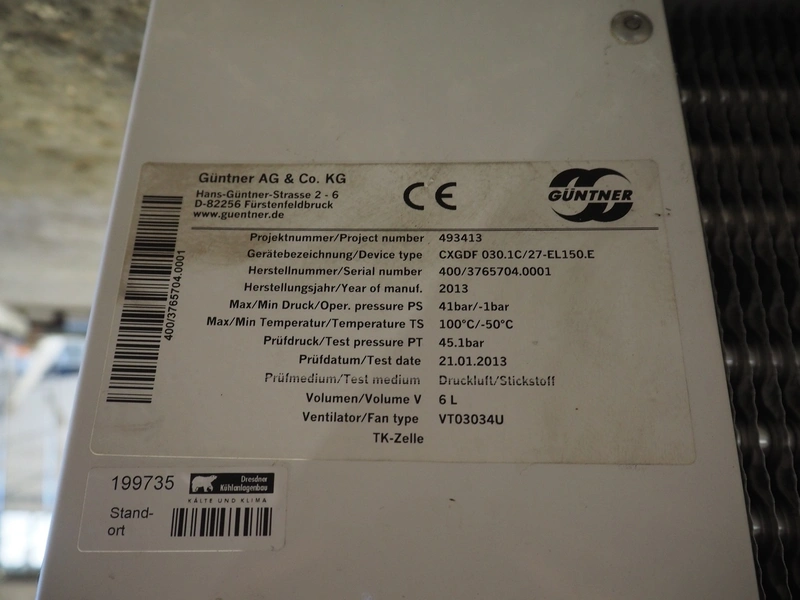 Güntner AG & Co. KG
Hans-Güntner-Strasse 2 - 6
D-82256 Fürstenfeldbruck
www.guentner.de
CE
GÜNTNER
400/3765704.0001
Projektnummer/Project number 493413
Gerätebezeichnung/Device type CXGDF 030.1C/27-EL150.E
Herstellnummer/Serial number 400/3765704.0001
Herstellungsjahr/Year of manuf. 2013
Max/Min Druck/Oper. pressure PS 41bar/-1bar
Max/Min Temperatur/Temperature TS 100°C/-50°C
Prüfdruck/Test pressure PT 45.1bar
Prüfdatum/Test date 21.01.2013
Prüfmedium/Test medium Druckluft/Stickstoff
Volumen/Volume V 6 L
Ventilator/Fan type VT03034U
TK-Zelle
199735
Dresdner
Kühlanlagenbau
KÄLTE UND KLIMA
Stand-
ort